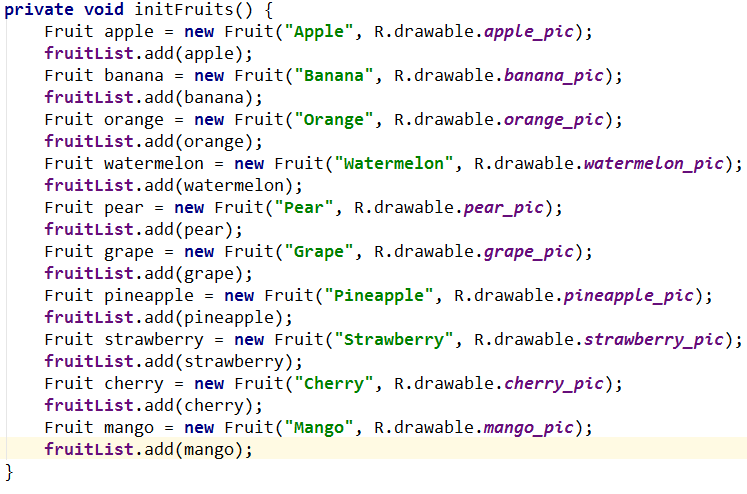 private void initFruits() {
    Fruit apple = new Fruit("Apple", R.drawable.apple_pic);
    fruitList.add(apple);
    Fruit banana = new Fruit("Banana", R.drawable.banana_pic);
    fruitList.add(banana);
    Fruit orange = new Fruit("Orange", R.drawable.orange_pic);
    fruitList.add(orange);
    Fruit watermelon = new Fruit("Watermelon", R.drawable.watermelon_pic);
    fruitList.add(watermelon);
    Fruit pear = new Fruit("Pear", R.drawable.pear_pic);
    fruitList.add(pear);
    Fruit grape = new Fruit("Grape", R.drawable.grape_pic);
    fruitList.add(grape);
    Fruit pineapple = new Fruit("Pineapple", R.drawable.pineapple_pic);
    fruitList.add(pineapple);
    Fruit strawberry = new Fruit("Strawberry", R.drawable.strawberry_pic);
    fruitList.add(strawberry);
    Fruit cherry = new Fruit("Cherry", R.drawable.cherry_pic);
    fruitList.add(cherry);
    Fruit mango = new Fruit("Mango", R.drawable.mango_pic);
    fruitList.add(mango);
}